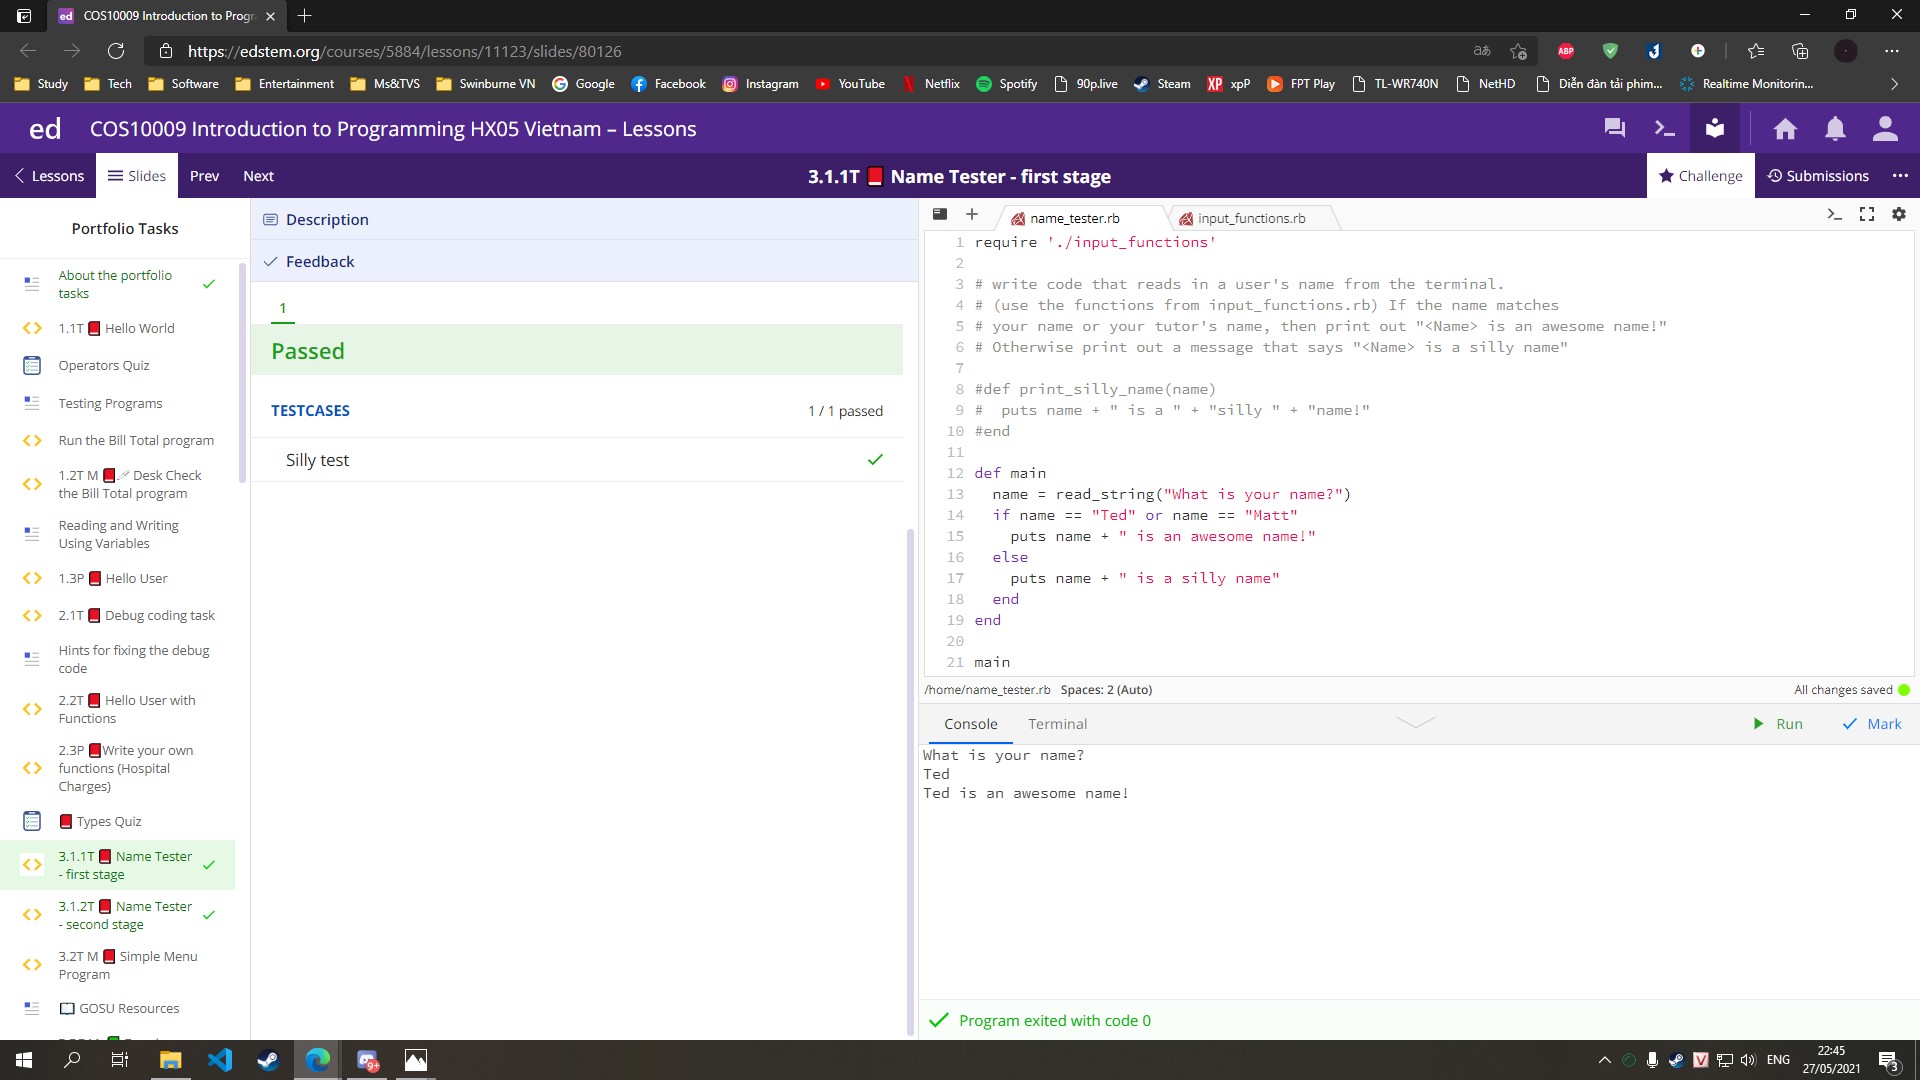 COS10009 Introduction to Progr
https://edstem.org/courses/5884/lessons/11123/slides/80126
Study
Tech
Software
Entertainment
Ms&TVS
Swinburne VN
Google
Facebook
Instagram
YouTube
Netflix
Spotify
90p.live
Steam
xpP
FPT Play
TL-WR740N
NetHD
Diễn đàn tải phim...
Realtime Monitorin...
ed COS10009 Introduction to Programming HX05 Vietnam – Lessons
Lessons
Slides
Prev
Next
3.1.1T 📕 Name Tester - first stage
Challenge
Submissions
Portfolio Tasks
About the portfolio
tasks
1.1T 📕 Hello World
Operators Quiz
Testing Programs
Run the Bill Total program
1.2T M 📕 Desk Check
the Bill Total program
Reading and Writing
Using Variables
1.3P 📕 Hello User
2.1T 📕 Debug coding task
Hints for fixing the debug
code
2.2T 📕 Hello User with
Functions
2.3P 📕Write your own
functions (Hospital
Charges)
📕 Types Quiz
3.1.1T 📕 Name Tester
- first stage
3.1.2T 📕 Name Tester
- second stage
3.2T M 📕 Simple Menu
Program
GOSU Resources
Description
Feedback
1
Passed
TESTCASES
1 / 1 passed
Silly test
name_tester.rb
input_functions.rb
1 require './input_functions'
2
3 # write code that reads in a user's name from the terminal.
4 # (use the functions from input_functions.rb) If the name matches
5 # your name or your tutor's name, then print out "<Name> is an awesome name!"
6 # Otherwise print out a message that says "<Name> is a silly name"
7
8 #def print_silly_name(name)
9 #  puts name + " is a " + "silly " + "name!"
10 #end
11
12 def main
13   name = read_string("What is your name?")
14   if name == "Ted" or name == "Matt"
15     puts name + " is an awesome name!"
16   else
17     puts name + " is a silly name"
18   end
19 end
20
21 main
/home/name_tester.rb Spaces: 2 (Auto)
All changes saved
Console
Terminal
Run
Mark
What is your name?
Ted
Ted is an awesome name!
Program exited with code 0
ENG
22:45
27/05/2021
3